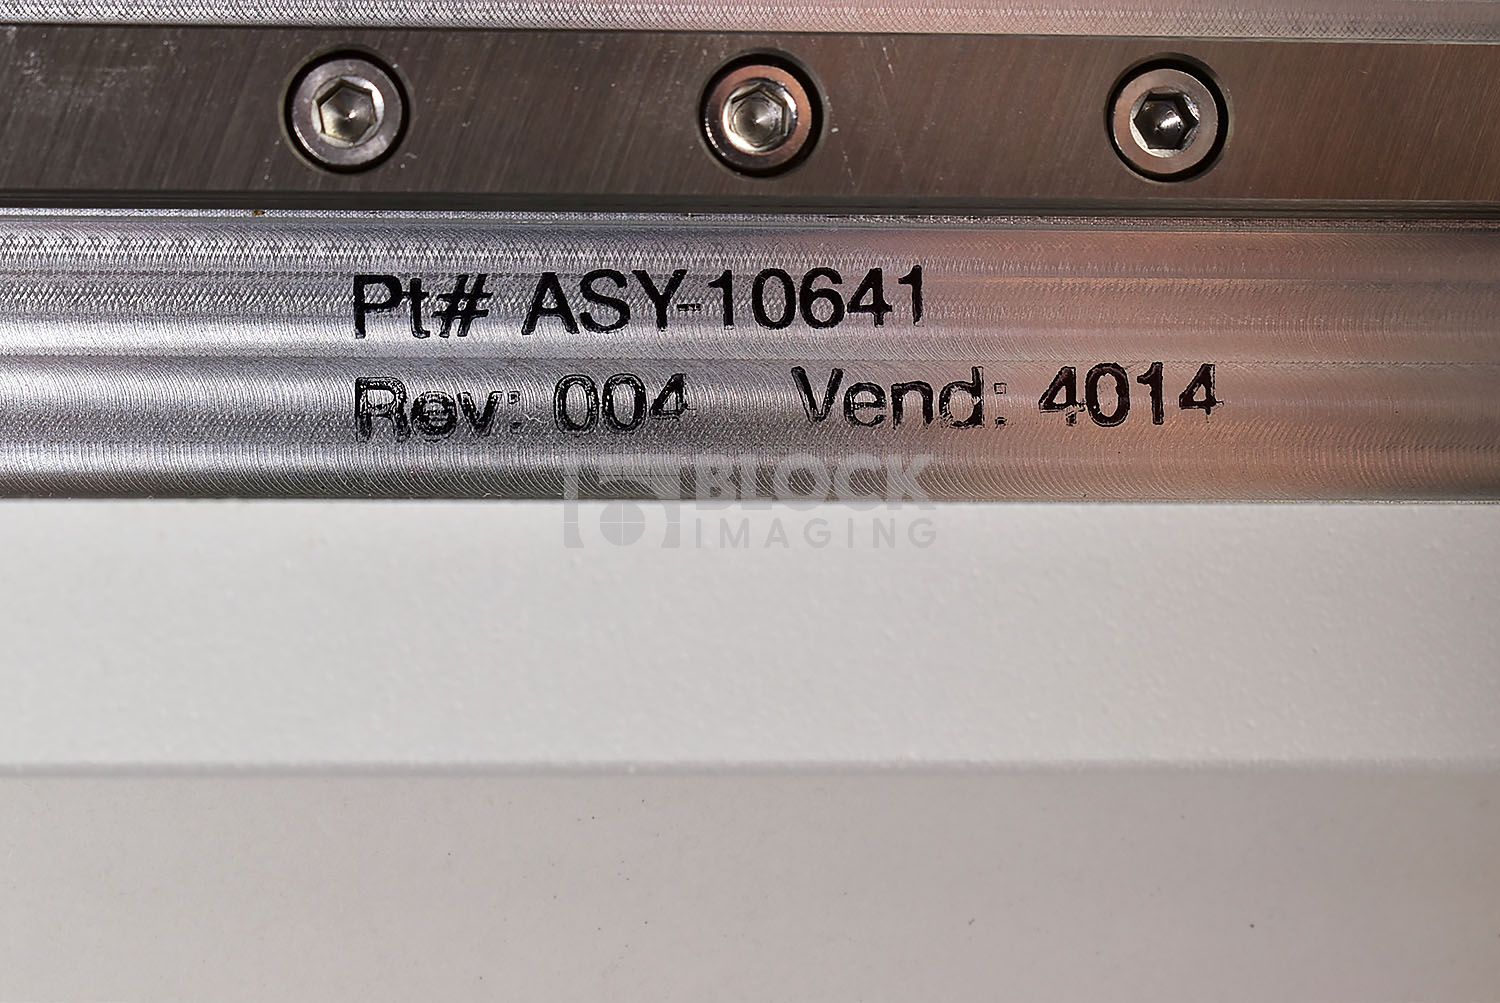 Pt# ASY-10641
Rev: 004 Vend: 4014
BLOCK
IMAGING